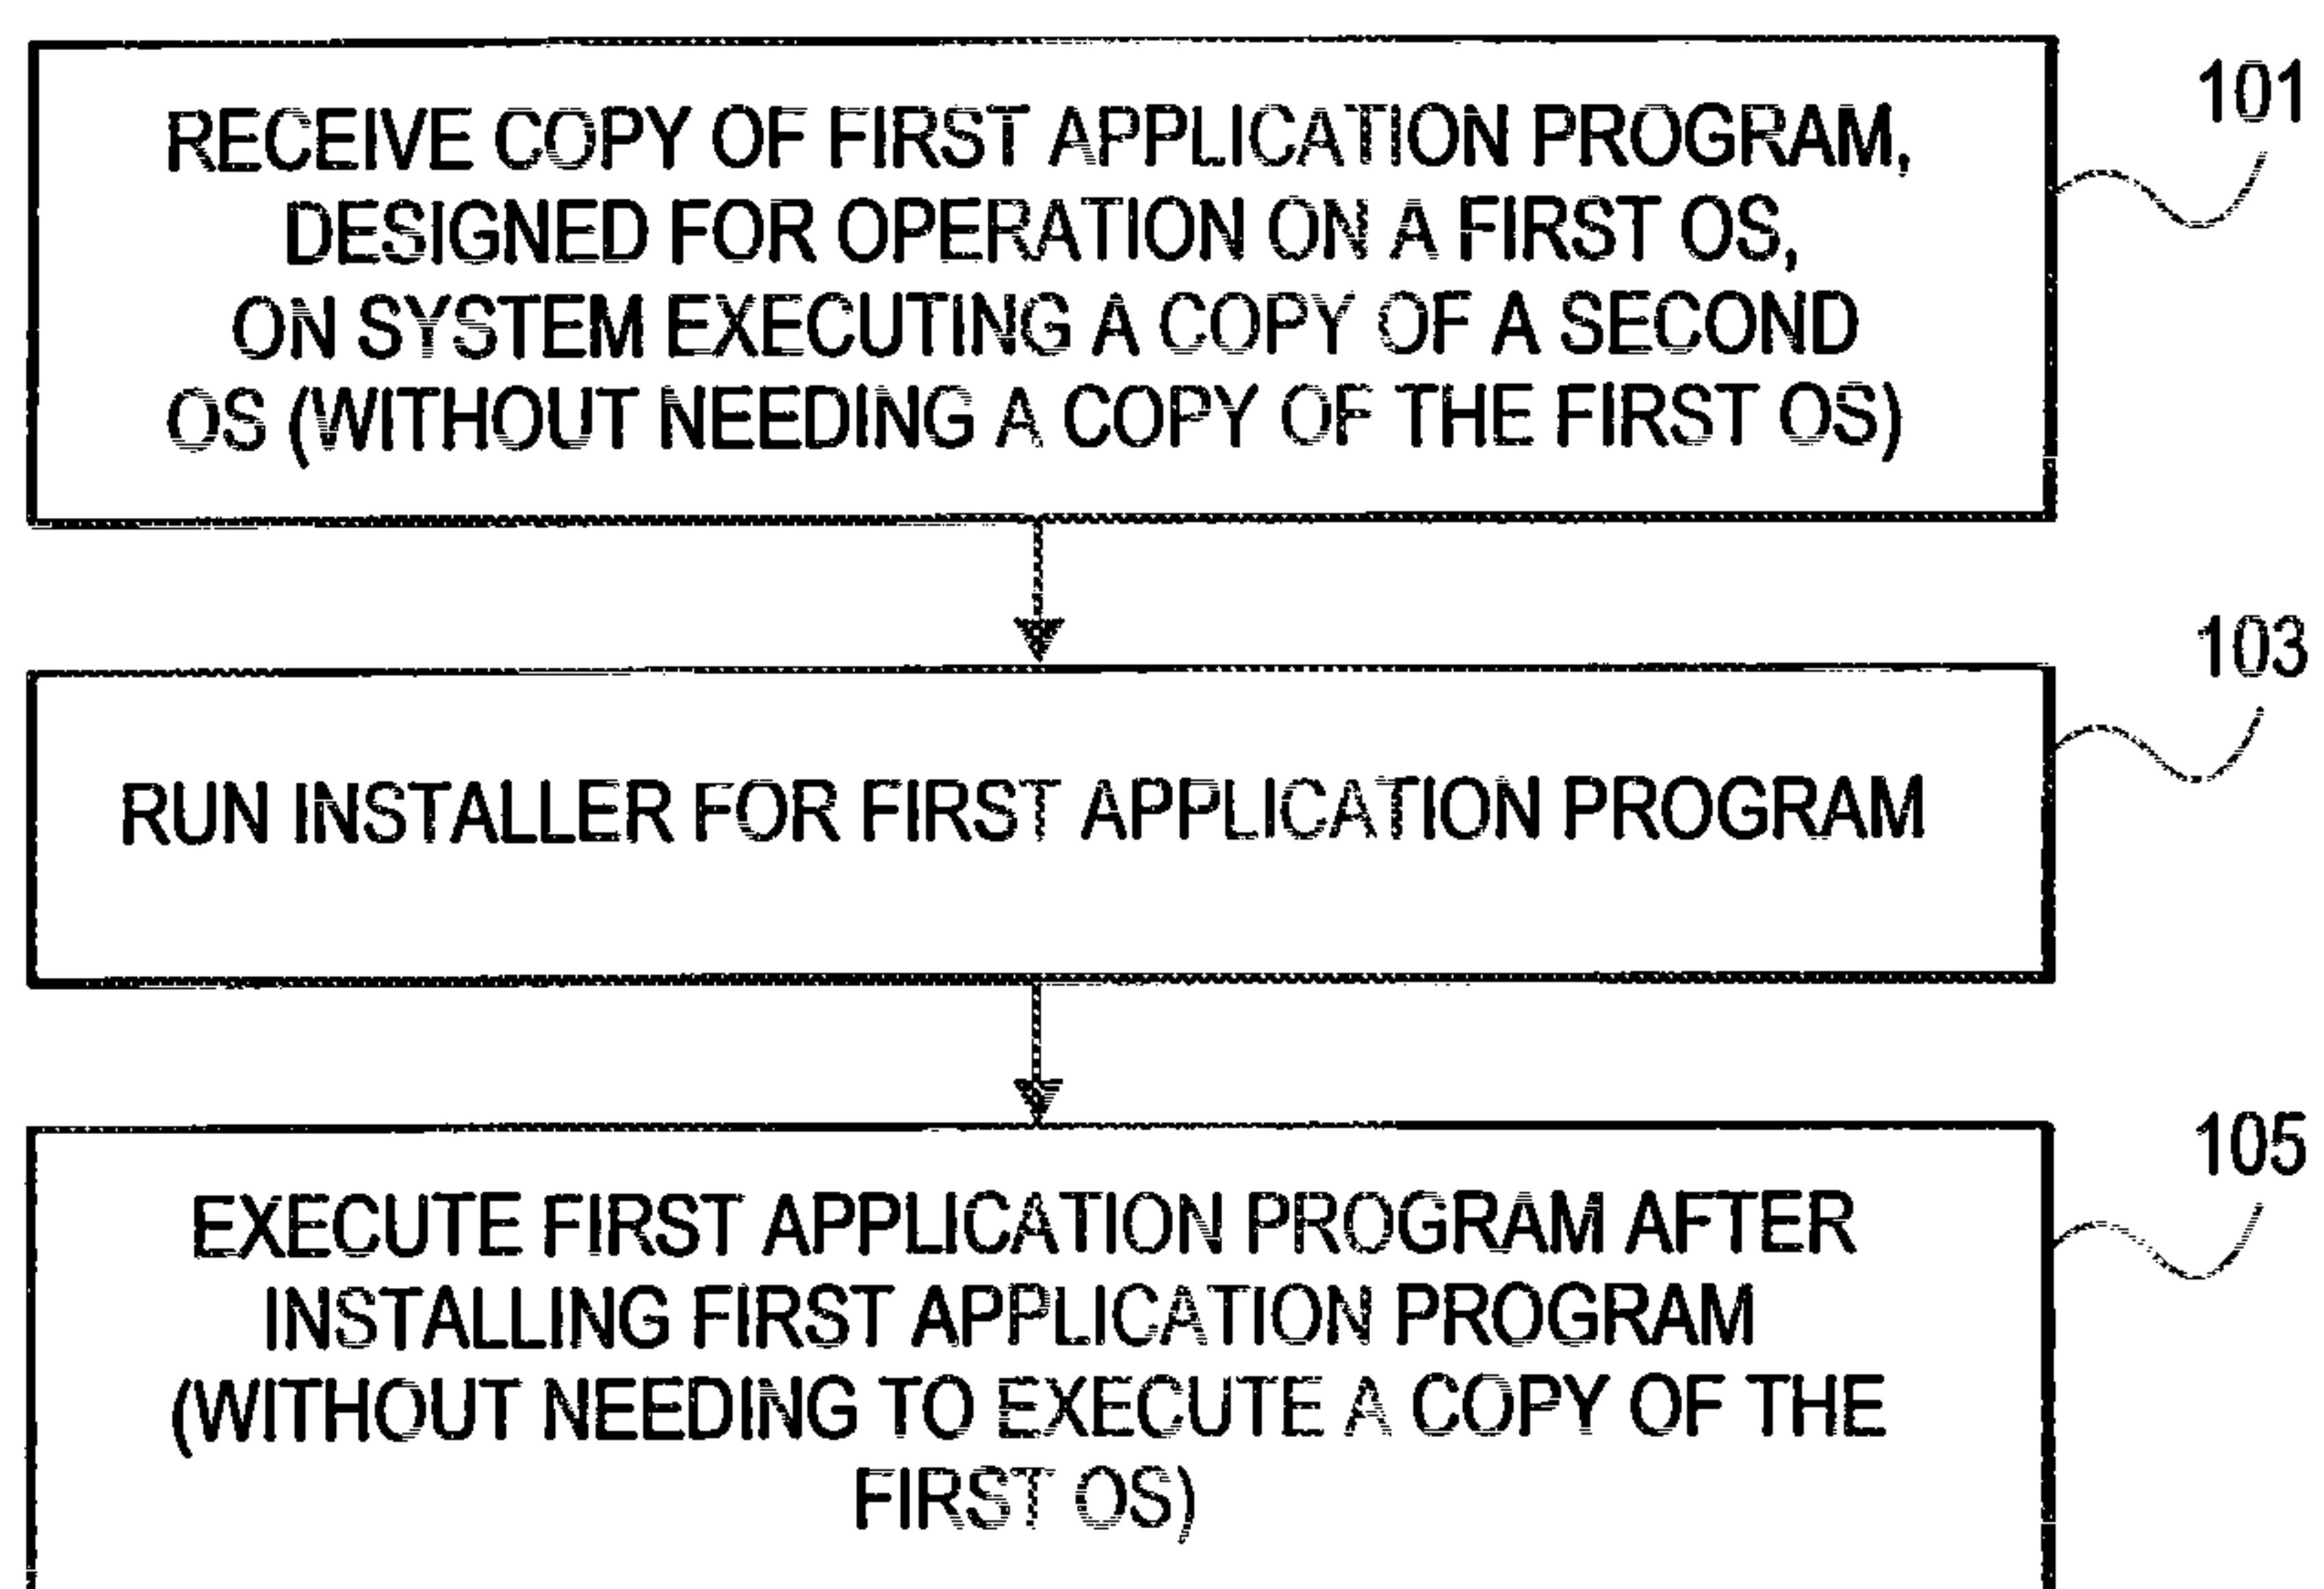 101
RECEIVE COPY OF FIRST APPLICATION PROGRAM,
DESIGNED FOR OPERATION ON A FIRST OS,
ON SYSTEM EXECUTING A COPY OF A SECOND
OS (WITHOUT NEEDING A COPY OF THE FIRST OS)
103
RUN INSTALLER FOR FIRST APPLICATION PROGRAM
105
EXECUTE FIRST APPLICATION PROGRAM AFTER
INSTALLING FIRST APPLICATION PROGRAM
(WITHOUT NEEDING TO EXECUTE A COPY OF THE
FIRST OS)